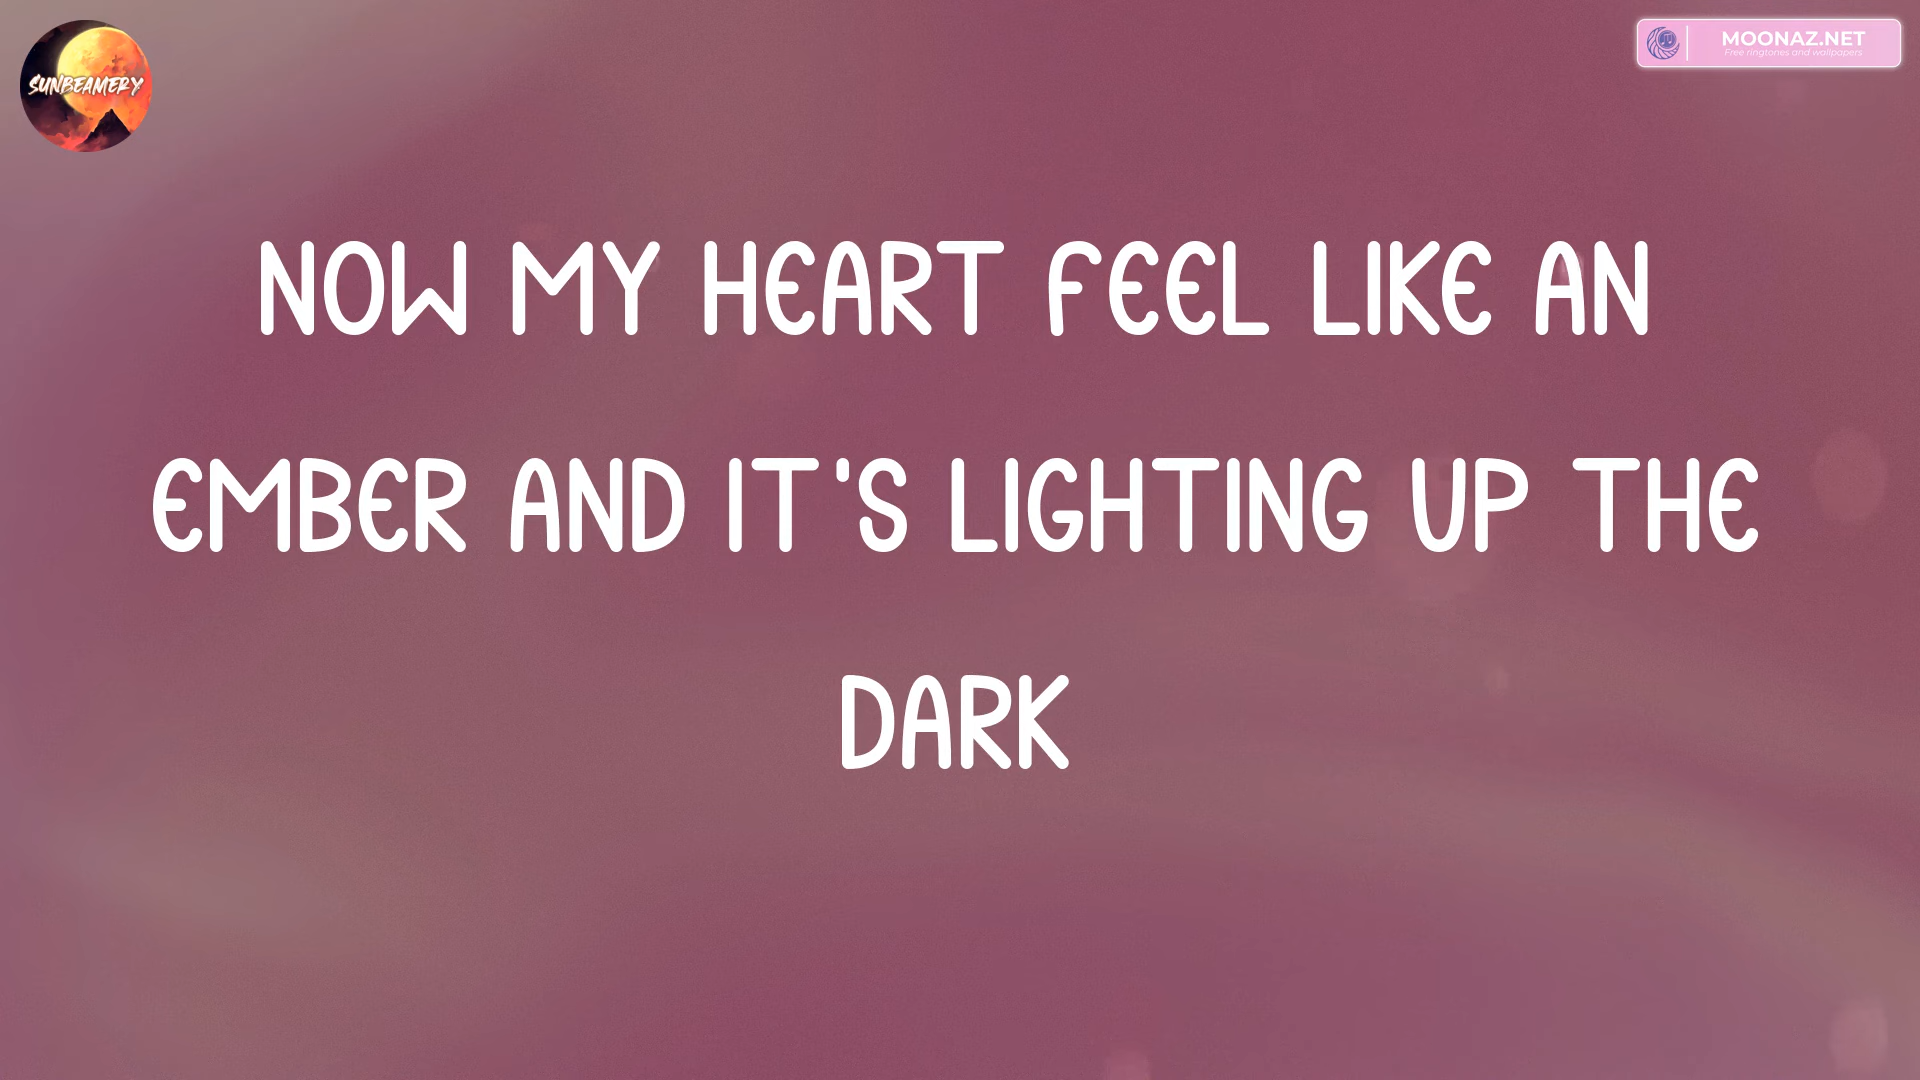 SUNBEAMERY
MOONAZ.NET
Free ringtones and wallpapers
NOW MY HEART FEEL LIKE AN
EMBER AND IT'S LIGHTING UP THE
DARK